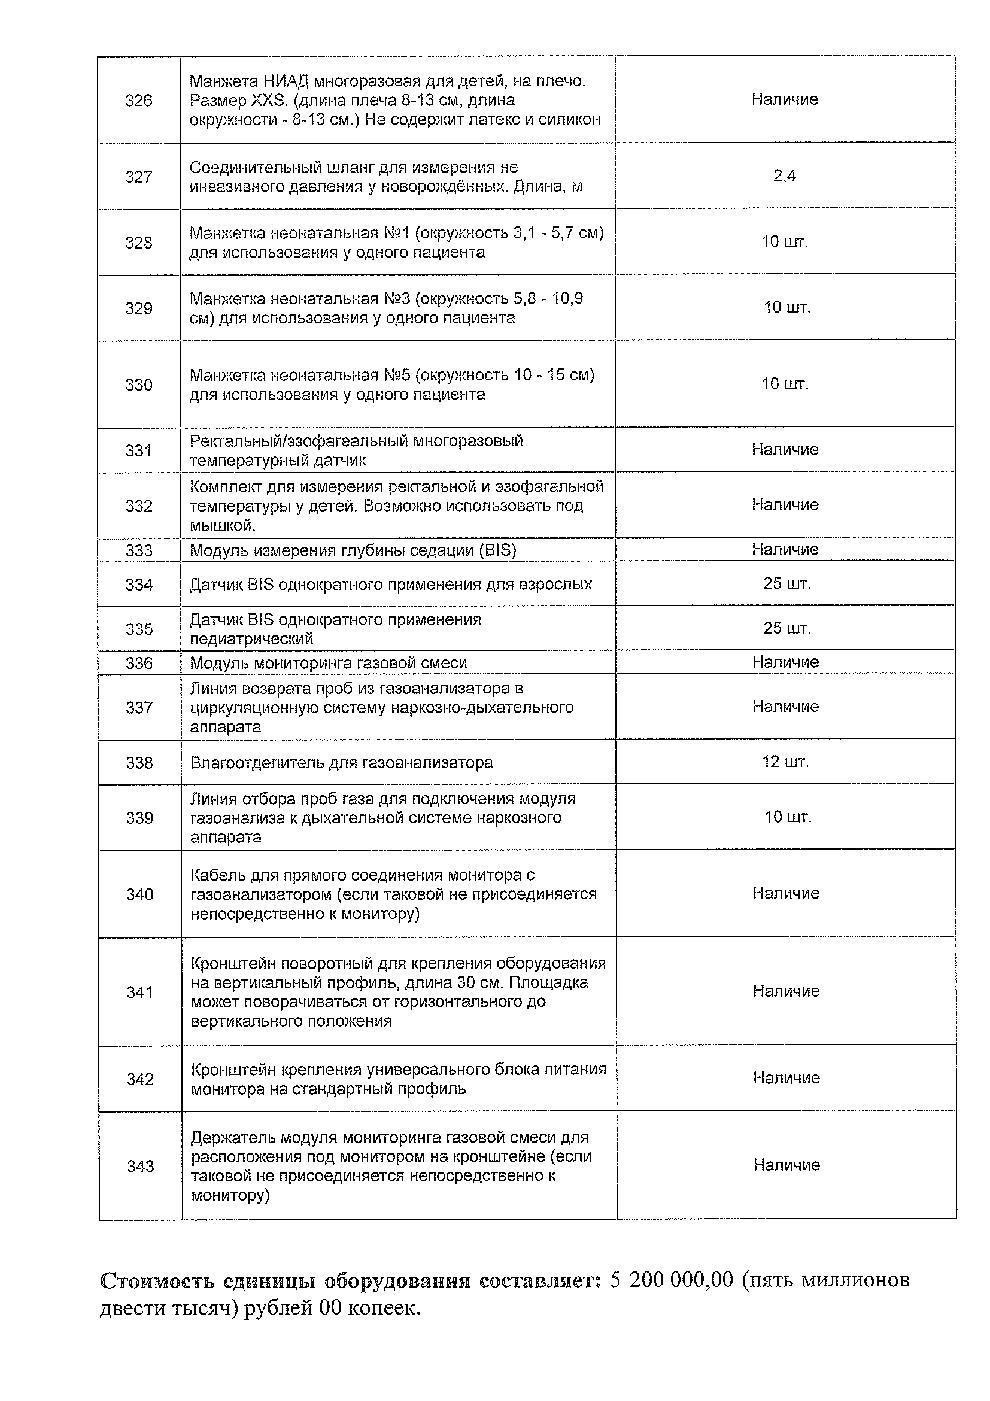 326
Манжета НИАД многоразовая для детей, на плечо.
Размер XXS. (длина плеча 8-13 см, длина
окружности - 8-13 см.) Не содержит латекс и силикон
Наличие
327
Соединительный шланг для измерения не
инвазивного давления у новорождённых. Длина, м
2,4
328
Манжетка неонатальная №1 (окружность 3,1 - 5,7 см)
для использования у одного пациента
10 шт.
329
Манжетка неонатальная №3 (окружность 5,8 - 10,9
см) для использования у одного пациента
10 шт.
330
Манжетка неонатальная №5 (окружность 10 - 15 см)
для использования у одного пациента
10 шт.
331
Ректальный/эзофагеальный многоразовый
температурный датчик
Наличие
332
Комплект для измерения ректальной и эзофагальной
температуры у детей. Возможно использовать под
мышкой.
Наличие
333
Модуль измерения глубины седации (BIS)
Наличие
334
Датчик BIS однократного применения для взрослых
25 шт.
335
Датчик BIS однократного применения
педиатрический
25 шт.
336
Модуль мониторинга газовой смеси
Наличие
337
Линия возврата проб из газоанализатора в
циркуляционную систему наркозно-дыхательного
аппарата
Наличие
338
Влагоотделитель для газоанализатора
12 шт.
339
Линия отбора проб газа для подключения модуля
газоанализа к дыхательной системе наркозного
аппарата
10 шт.
340
Кабель для прямого соединения монитора с
газоанализатором (если таковой не присоединяется
непосредственно к монитору)
Наличие
341
Кронштейн поворотный для крепления оборудования
на вертикальный профиль, длина 30 см. Площадка
может поворачиваться от горизонтального до
вертикального положения
Наличие
342
Кронштейн крепления универсального блока питания
монитора на стандартный профиль
Наличие
343
Держатель модуля мониторинга газовой смеси для
расположения под монитором на кронштейне (если
таковой не присоединяется непосредственно к
монитору)
Наличие
Стоимость единицы оборудования составляет: 5 200 000,00 (пять миллионов
двести тысяч) рублей 00 копеек.